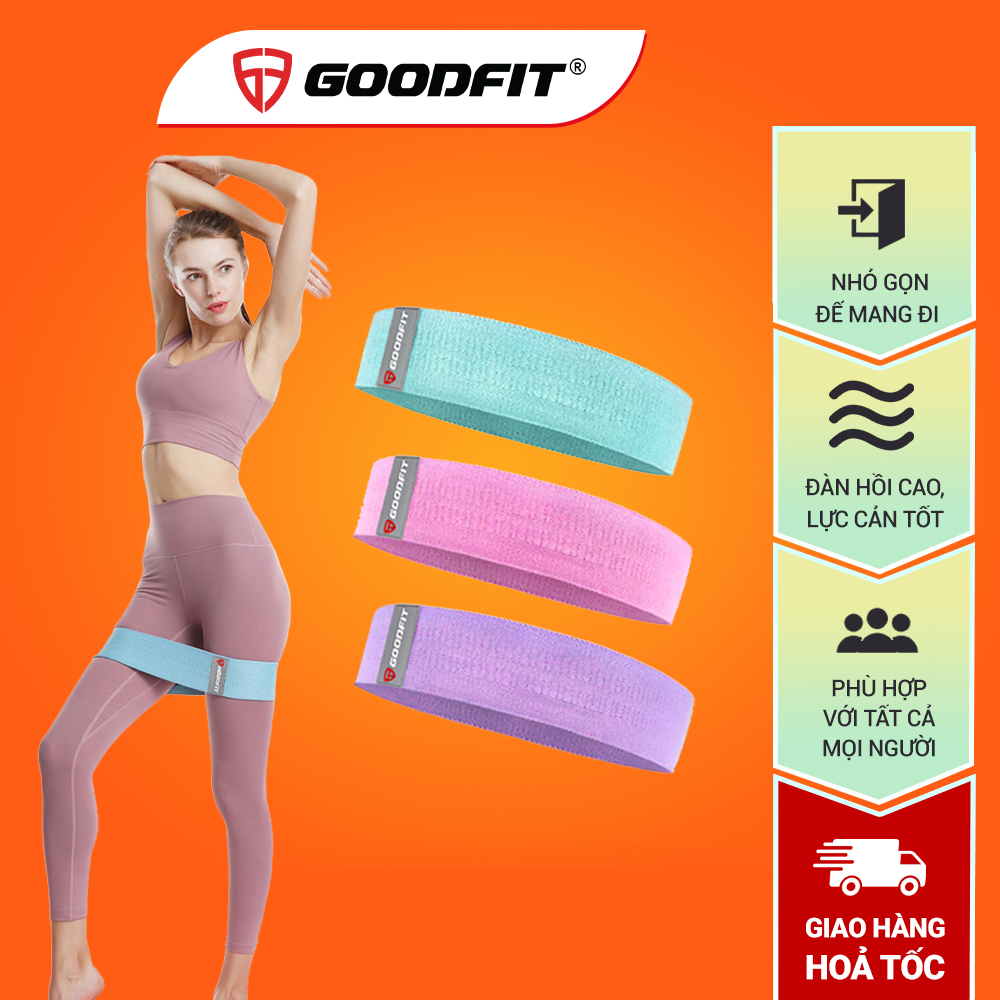 GOODFIT®
NHỎ GỌN
ĐẾ MANG ĐI
ĐÀN HỒI CAO,
LỰC CẢN TỐT
PHÙ HỢP
VỚI TẤT CẢ
MỌI NGƯỜI
GIAO HÀNG
HOẢ TỐC
GOODFIT
GOODFIT
GOODFIT
GOODFIT